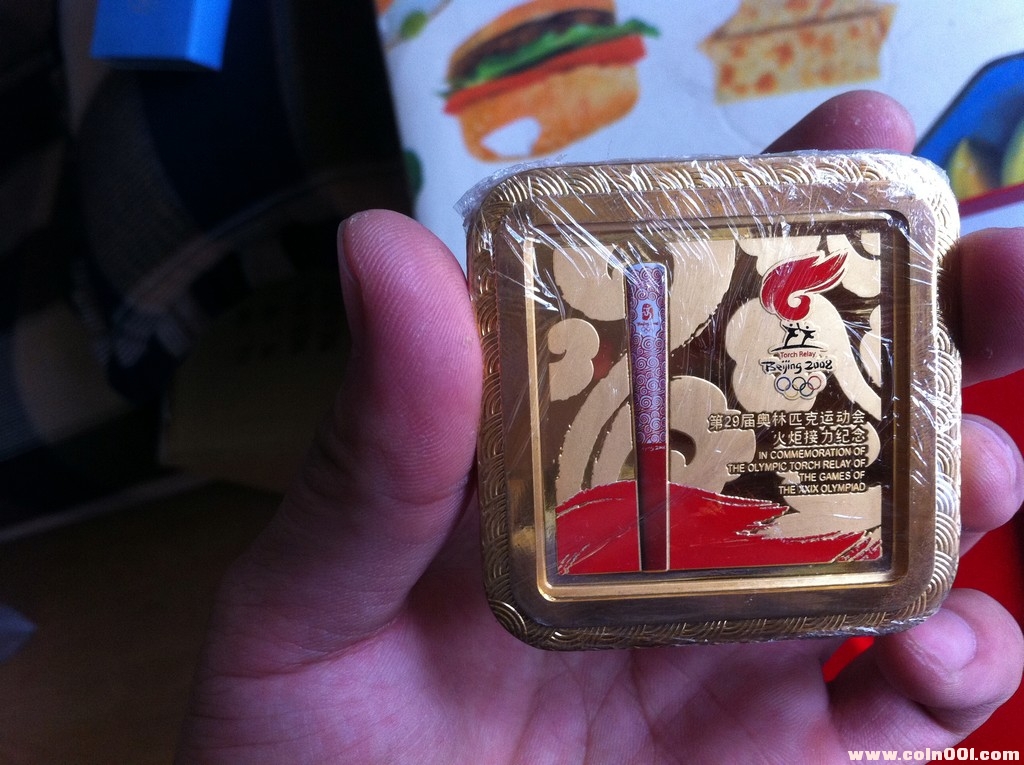 Torch Relay
Beijing 2008
第29届奥林匹克运动会
火炬接力纪念
IN COMMEMORATION OF
THE OLYMPIC TORCH RELAY OF
THE GAMES OF
THE XXIX OLYMPIAD
www.coin001.com